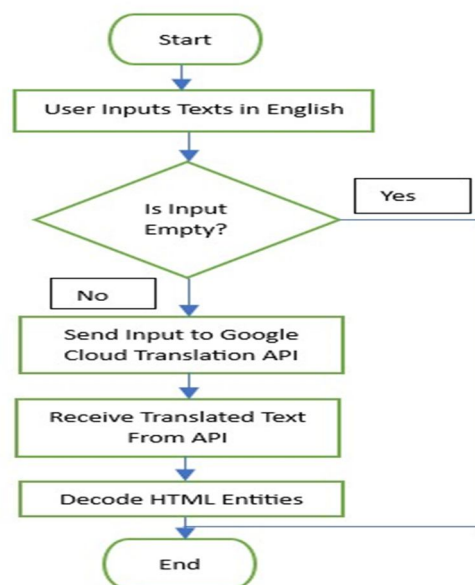 Start
User Inputs Texts in English
Is Input
Empty?
Yes
No
Send Input to Google
Cloud Translation API
Receive Translated Text
From API
Decode HTML Entities
End